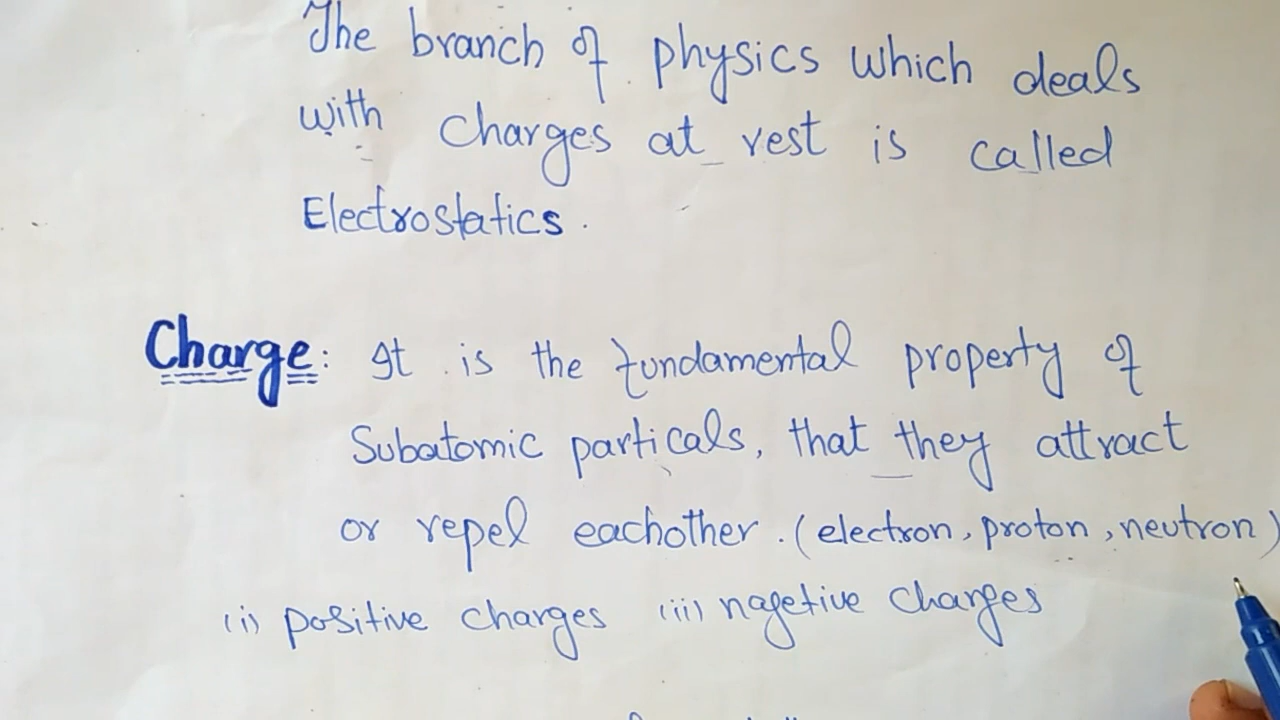 The branch of physics which deals
with charges at rest is called
Electrostatics.
Charge: It is the fundamental property of
Subatomic particals, that they attract
or repel eachother. (electron, proton, neutron)
(i) positive charges (ii) nagetive charges